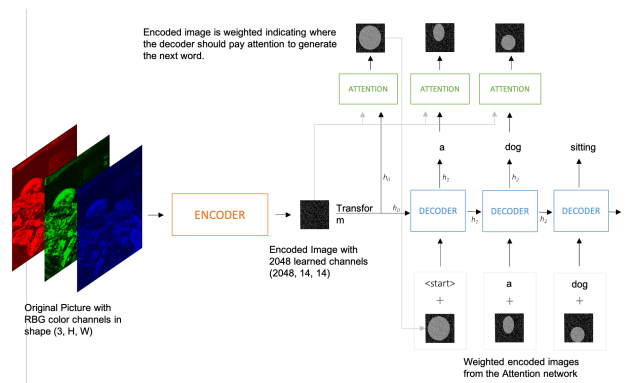 Encoded image is weighted indicating where
the decoder should pay attention to generate
the next word.
ATTENTION
ATTENTION
ATTENTION
a
dog
sitting
h0
h1
h2
ENCODER
Transfor
m
h0
DECODER
h1
DECODER
h2
DECODER
Encoded Image with
2048 learned channels
(2048, 14, 14)
<start>
a
dog
+
+
+
Original Picture with
RBG color channels in
shape (3, H, W)
Weighted encoded images
from the Attention network